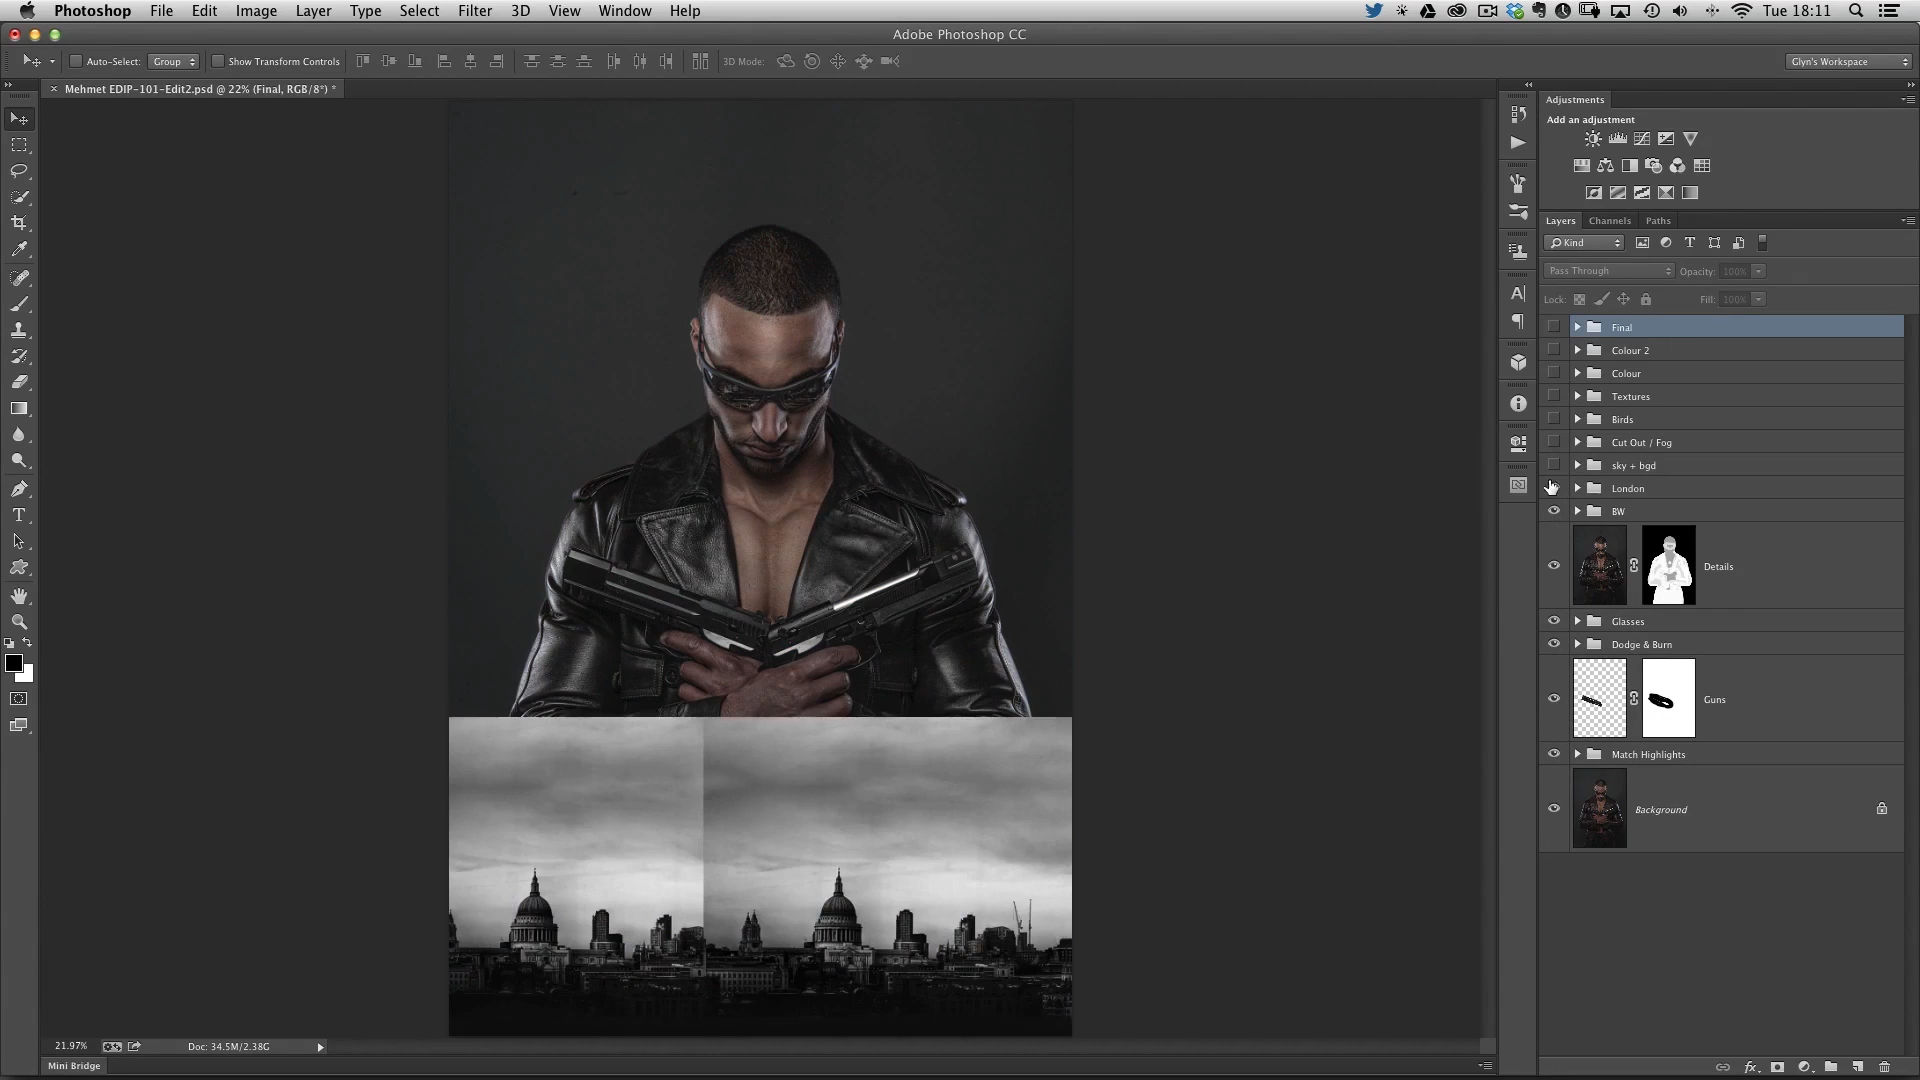 Photoshop File Edit Image Layer Type Select Filter 3D View Window Help Tue 18:11
Adobe Photoshop CC
Auto-Select: Group Show Transform Controls 3D Mode: Glyn's Workspace
Mehmet EDIP-101-Edit2.psd @ 22% (Final, RGB/8*) *
Adjustments
Add an adjustment
Layers Channels Paths
Kind
Pass Through Opacity: 100%
Lock: Fill: 100%
Final
Colour 2
Colour
Textures
Birds
Cut Out / Fog
sky + bgd
London
BW
Details
Glasses
Dodge & Burn
Guns
Match Highlights
Background
21.97% Doc: 34.5M/2.38G
Mini Bridge